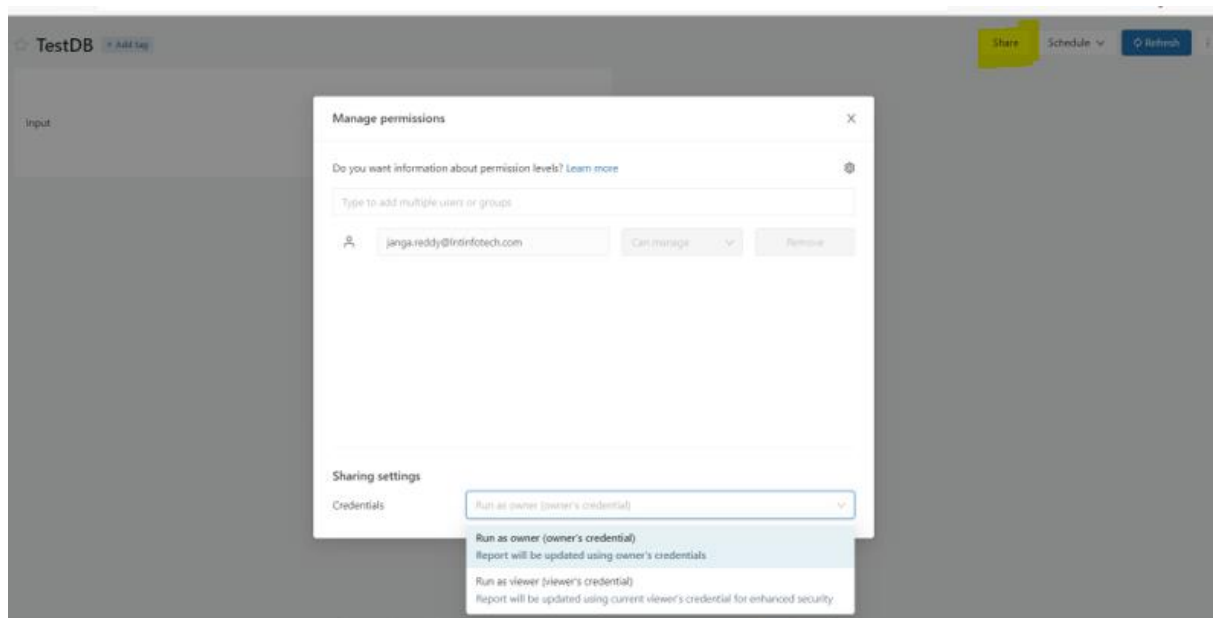 TestDB + Add tag
Share Schedule Refresh
Input
Manage permissions
Do you want information about permission levels? Learn more
Type to add multiple users or groups
janga.reddy@lntinfotech.com Can manage Remove
Sharing settings
Credentials Run as owner (owner's credential)
Run as owner (owner's credential)
Report will be updated using owner's credentials
Run as viewer (viewer's credential)
Report will be updated using current viewer's credential for enhanced security